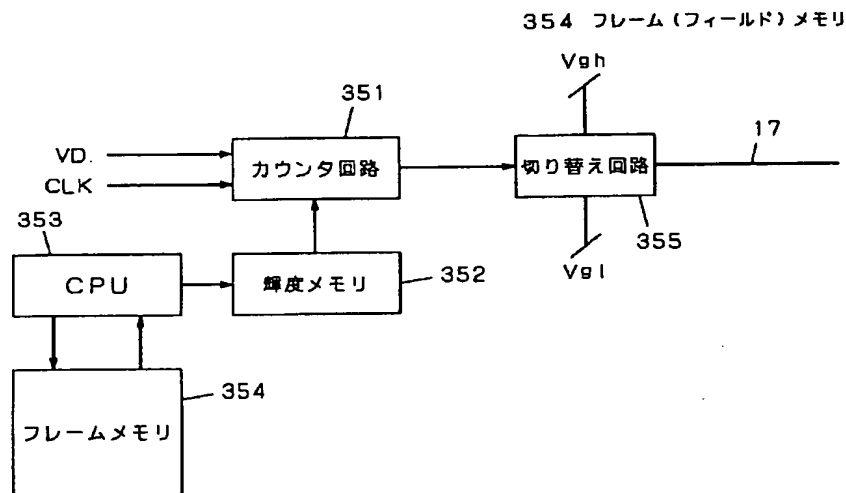 354 フレーム(フィールド)メモリ
Vgh
351
17
VD.
CLK
カウンタ回路
切り替え回路
353
355
CPU
輝度メモリ
352
Vgl
354
フレームメモリ